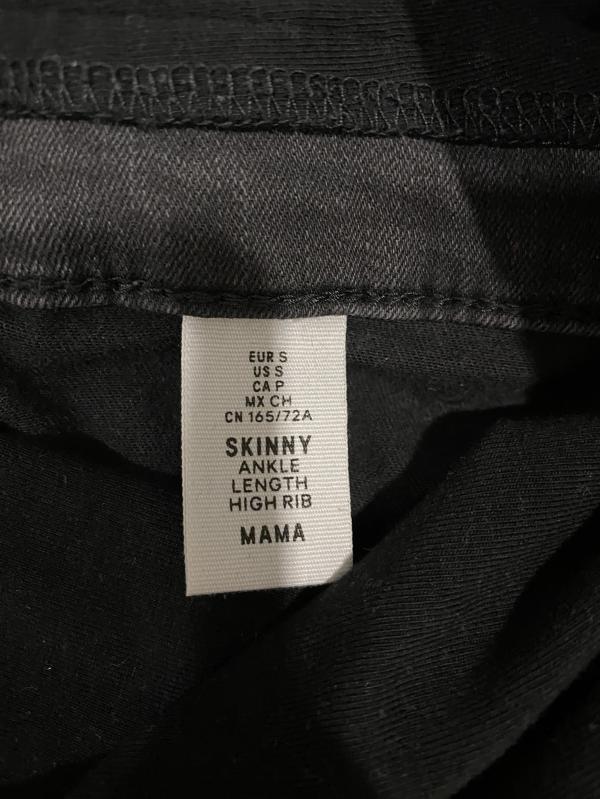 EUR S
US S
CA P
MX CH
CN 165/72A
SKINNY
ANKLE
LENGTH
HIGH RIB
MAMA